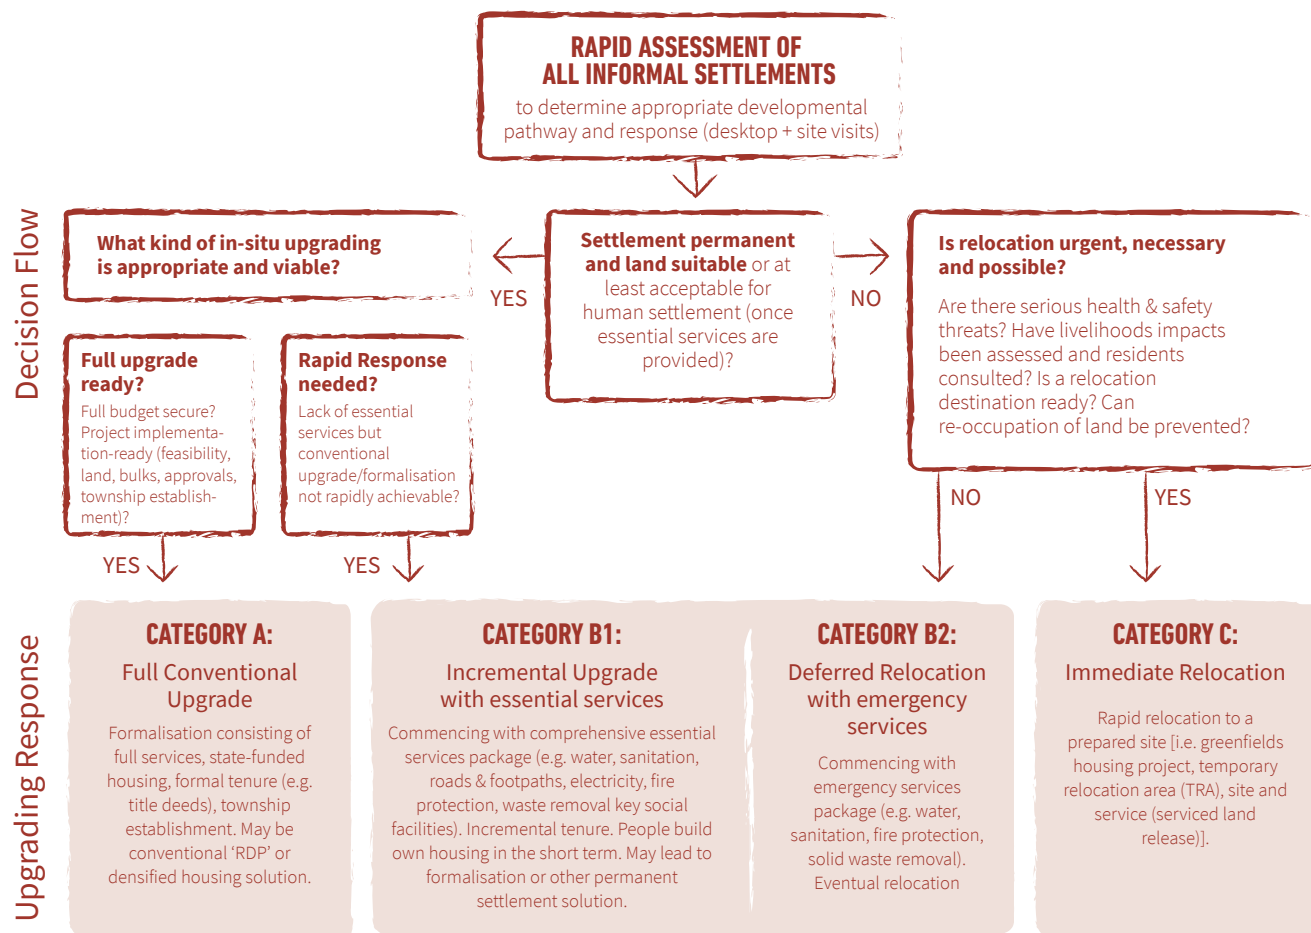 RAPID ASSESSMENT OF
ALL INFORMAL SETTLEMENTS
to determine appropriate developmental
pathway and response (desktop + site visits)
Decision Flow
What kind of in-situ upgrading
is appropriate and viable?
YES
Settlement permanent
and land suitable or at
least acceptable for
human settlement (once
essential services are
provided)?
NO
Is relocation urgent, necessary
and possible?
Are there serious health & safety
threats? Have livelihoods impacts
been assessed and residents
consulted? Is a relocation
destination ready? Can
re-occupation of land be prevented?
Full upgrade
ready?
Full budget secure?
Project implementa-
tion-ready (feasibility,
land, bulks, approvals,
township establish-
ment)?
Rapid Response
needed?
Lack of essential
services but
conventional
upgrade/formalisation
not rapidly achievable?
YES
YES
NO
YES
Upgrading Response
CATEGORY A:
Full Conventional
Upgrade
Formalisation consisting of
full services, state-funded
housing, formal tenure (e.g.
title deeds), township
establishment. May be
conventional ‘RDP’ or
densified housing solution.
CATEGORY B1:
Incremental Upgrade
with essential services
Commencing with comprehensive essential
services package (e.g. water, sanitation,
roads & footpaths, electricity, fire
protection, waste removal key social
facilities). Incremental tenure. People build
own housing in the short term. May lead to
formalisation or other permanent
settlement solution.
CATEGORY B2:
Deferred Relocation
with emergency
services
Commencing with
emergency services
package (e.g. water,
sanitation, fire protection,
solid waste removal).
Eventual relocation
CATEGORY C:
Immediate Relocation
Rapid relocation to a
prepared site [i.e. greenfields
housing project, temporary
relocation area (TRA), site and
service (serviced land
release)].